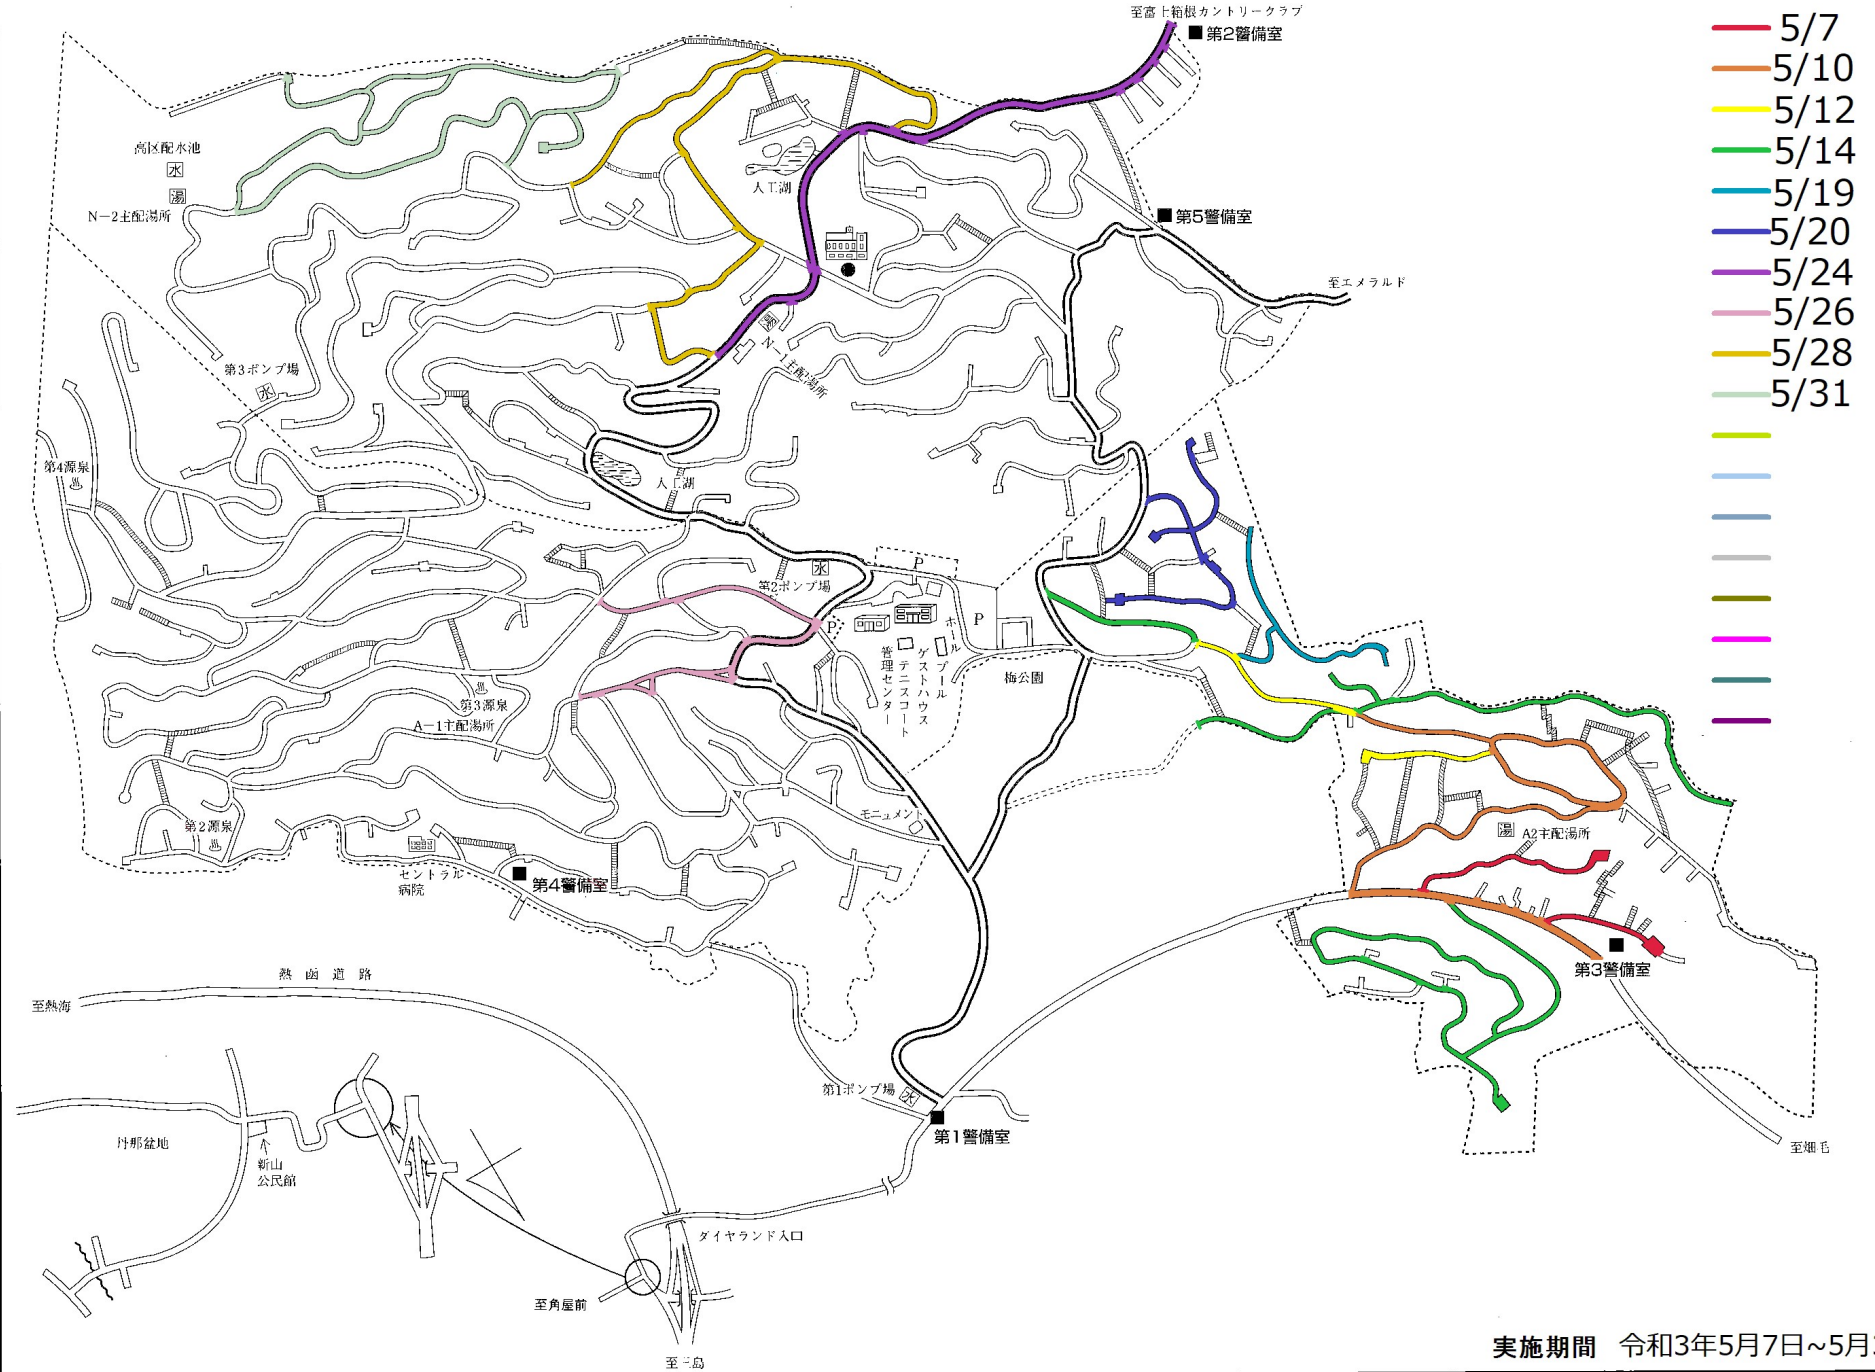 至富士箱根カントリークラブ
第2警備室
5/7
5/10
5/12
5/14
5/19
5/20
5/24
5/26
5/28
5/31
高区配水池
水
湯
N-2主配湯所
人工湖
第5警備室
至エメラルド
N-1主配湯所
第3ポンプ場
水
第4源泉
人工湖
水
第2ポンプ場
P
P
P
管理センター
テニスコート
ゲストハウス
プール
ホール
梅公園
第3源泉
A-1主配湯所
モニュメント
湯
A2主配湯所
第2源泉
セントラル
病院
第4警備室
第3警備室
熱函道路
至熱海
第1ポンプ場
水
第1警備室
至畑毛
丹那盆地
新山
公民館
ダイヤランド入口
至角屋前
至三島
実施期間 令和3年5月7日~5月